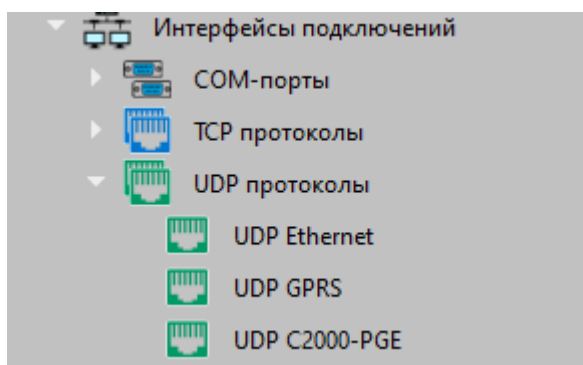 Интерфейсы подключений
COM-порты
TCP протоколы
UDP протоколы
UDP Ethernet
UDP GPRS
UDP C2000-PGE